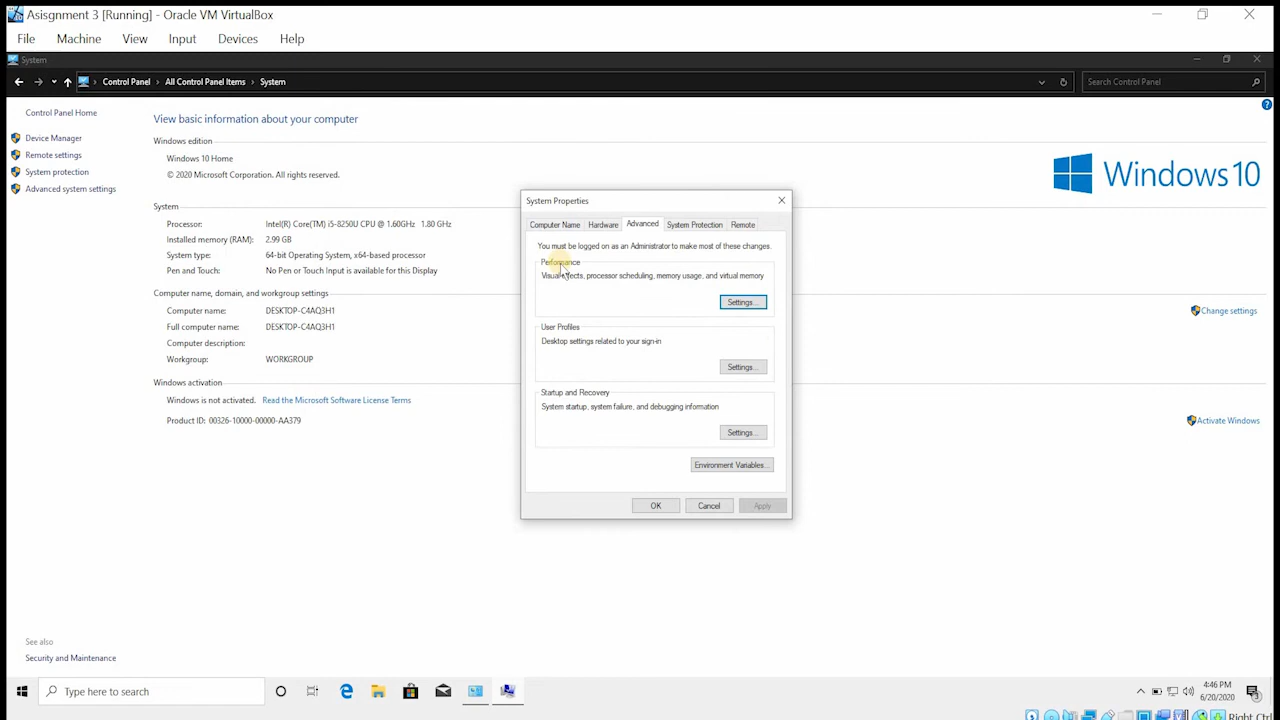 Asisgnment 3 [Running] - Oracle VM VirtualBox
File Machine View Input Devices Help
System
Control Panel > All Control Panel Items > System
Search Control Panel
Control Panel Home
Device Manager
Remote settings
System protection
Advanced system settings
View basic information about your computer
Windows edition
Windows 10 Home
© 2020 Microsoft Corporation. All rights reserved.
Windows 10
System
Processor: Intel(R) Core(TM) i5-8250U CPU @ 1.60GHz 1.80 GHz
Installed memory (RAM): 2.99 GB
System type: 64-bit Operating System, x64-based processor
Pen and Touch: No Pen or Touch Input is available for this Display
Computer name, domain, and workgroup settings
Computer name: DESKTOP-C4AQ3H1
Full computer name: DESKTOP-C4AQ3H1
Computer description:
Workgroup: WORKGROUP
Change settings
Windows activation
Windows is not activated. Read the Microsoft Software License Terms
Product ID: 00326-10000-00000-AA379
Activate Windows
System Properties
Computer Name Hardware Advanced System Protection Remote
You must be logged on as an Administrator to make most of these changes.
Performance
Visual effects, processor scheduling, memory usage, and virtual memory
Settings...
User Profiles
Desktop settings related to your sign-in
Settings...
Startup and Recovery
System startup, system failure, and debugging information
Settings...
Environment Variables...
OK Cancel Apply
See also
Security and Maintenance
Type here to search
4:46 PM
6/20/2020
3
Right Ctrl